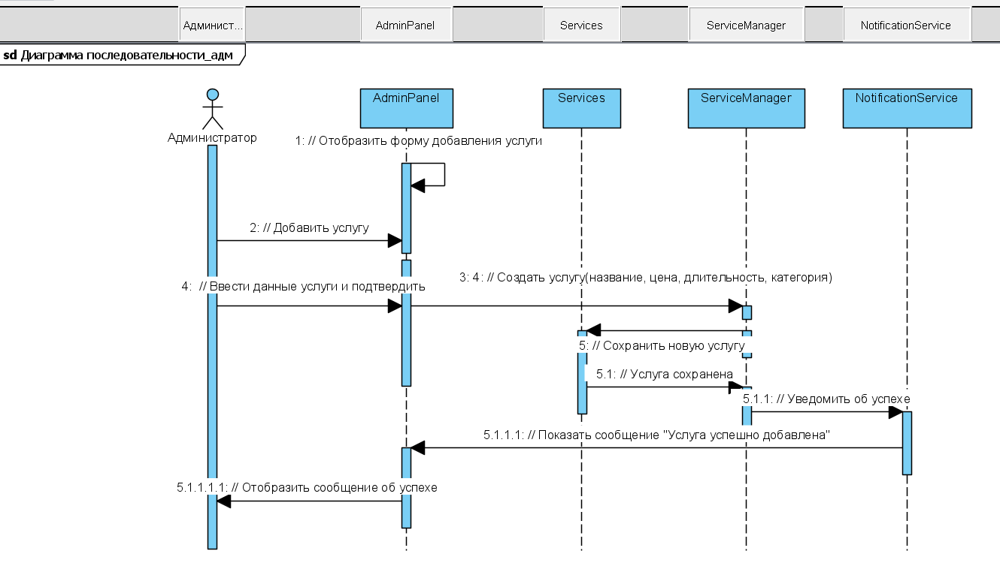 Админист...
AdminPanel
Services
ServiceManager
NotificationService
sd Диаграмма последовательности_адм
AdminPanel
Services
ServiceManager
NotificationService
Администратор
1: // Отобразить форму добавления услуги
2: // Добавить услугу
3: 4: // Создать услугу(название, цена, длительность, категория)
4: // Ввести данные услуги и подтвердить
5: // Сохранить новую услугу
5.1: // Услуга сохранена
5.1.1: // Уведомить об успехе
5.1.1.1: // Показать сообщение "Услуга успешно добавлена"
5.1.1.1.1: // Отобразить сообщение об успехе